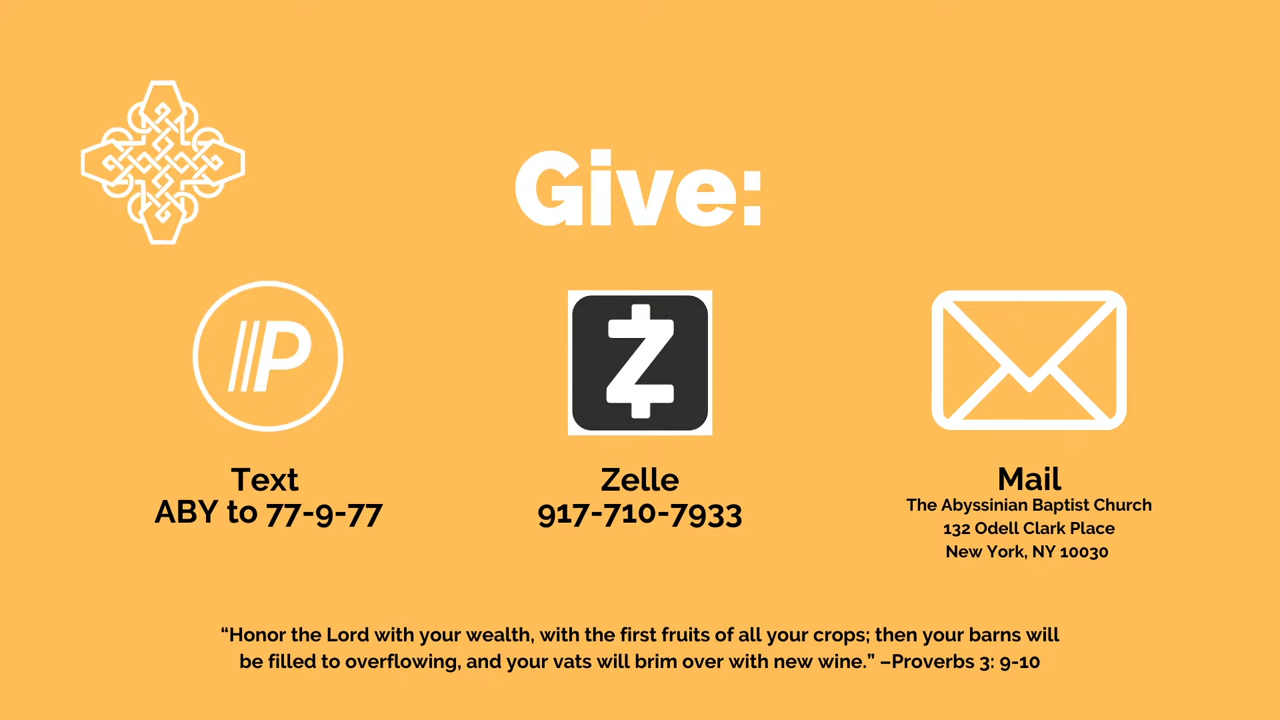 Give:
P
Text
ABY to 77-9-77
Z
Zelle
917-710-7933
Mail
The Abyssinian Baptist Church
132 Odell Clark Place
New York, NY 10030
“Honor the Lord with your wealth, with the first fruits of all your crops; then your barns will
be filled to overflowing, and your vats will brim over with new wine.” –Proverbs 3: 9-10